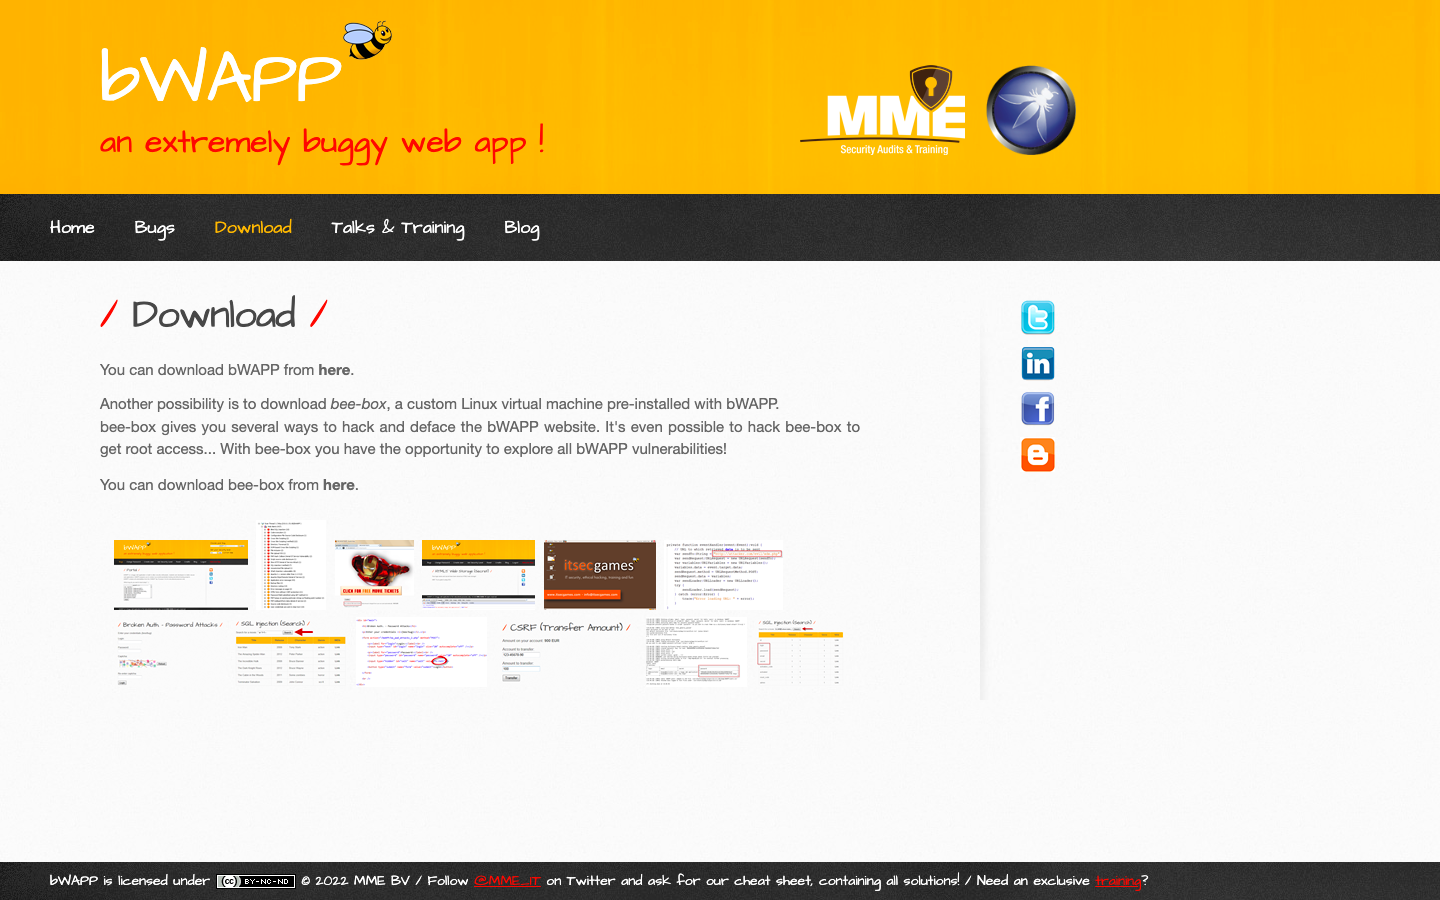 bWAPP
an extremely buggy web app !
MME
Security Audits & Training
Home Bugs Download Talks & Training Blog
/ Download /
You can download bWAPP from here.
Another possibility is to download bee-box, a custom Linux virtual machine pre-installed with bWAPP.
bee-box gives you several ways to hack and deface the bWAPP website. It's even possible to hack bee-box to
get root access... With bee-box you have the opportunity to explore all bWAPP vulnerabilities!
You can download bee-box from here.
itsecgames
/ Broken Auth. - Password Attacks /
/ SQL Injection (Search) /
/ CSRF (Transfer Amount) /
/ SQL Injection (Search) /
bWAPP is licensed under CC BY-NC-ND © 2022 MME BV / Follow @MME_IT on Twitter and ask for our cheat sheet, containing all solutions! / Need an exclusive training?